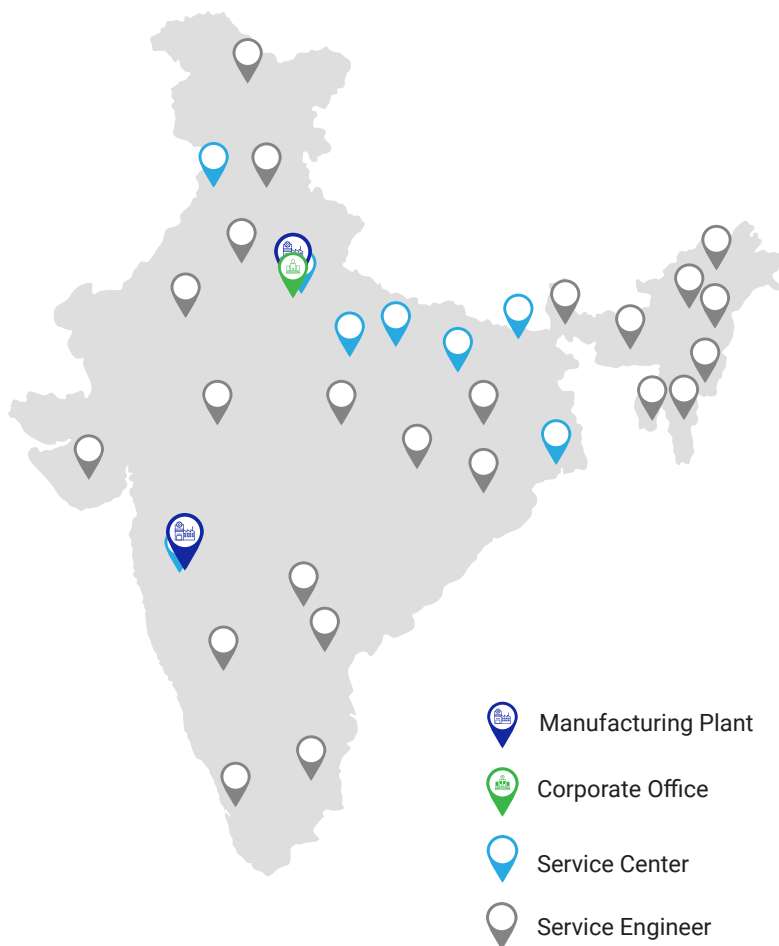 Manufacturing Plant
Corporate Office
Service Center
Service Engineer